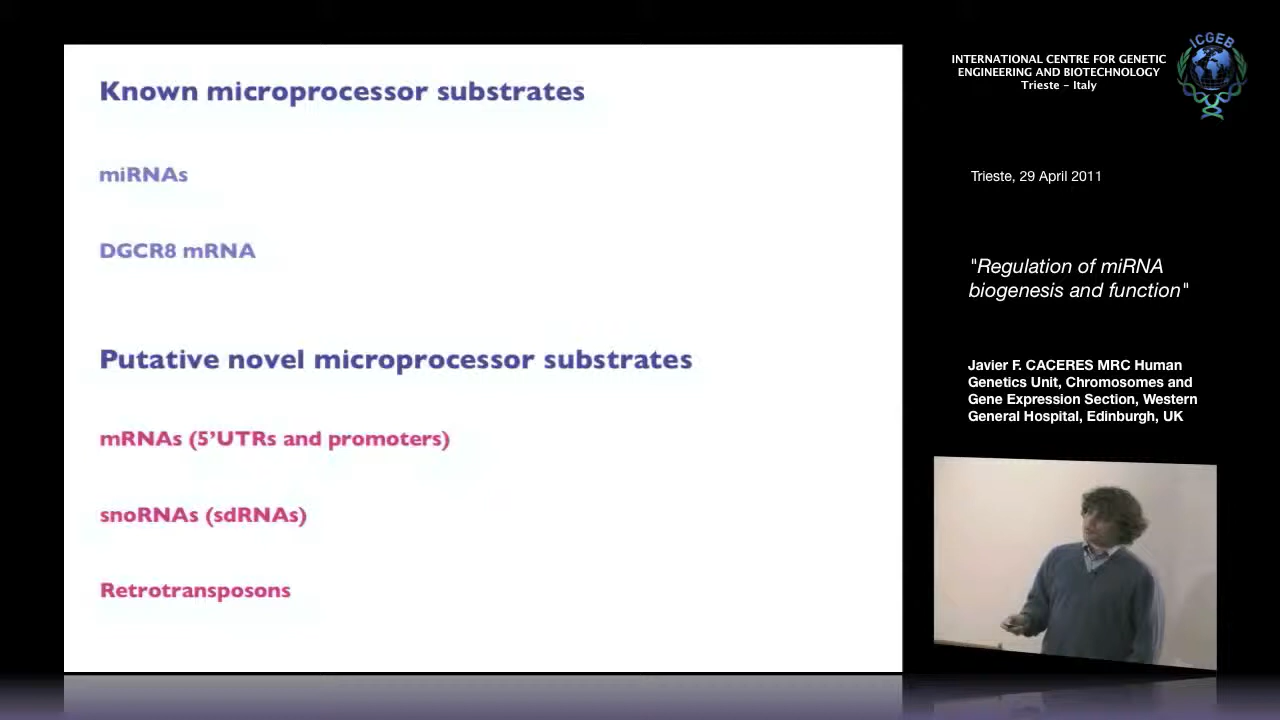 Known microprocessor substrates
miRNAs
DGCR8 mRNA
Putative novel microprocessor substrates
mRNAs (5’UTRs and promoters)
snoRNAs (sdRNAs)
Retrotransposons
INTERNATIONAL CENTRE FOR GENETIC
ENGINEERING AND BIOTECHNOLOGY
Trieste - Italy
ICGEB
Trieste, 29 April 2011
"Regulation of miRNA
biogenesis and function"
Javier F. CACERES MRC Human
Genetics Unit, Chromosomes and
Gene Expression Section, Western
General Hospital, Edinburgh, UK